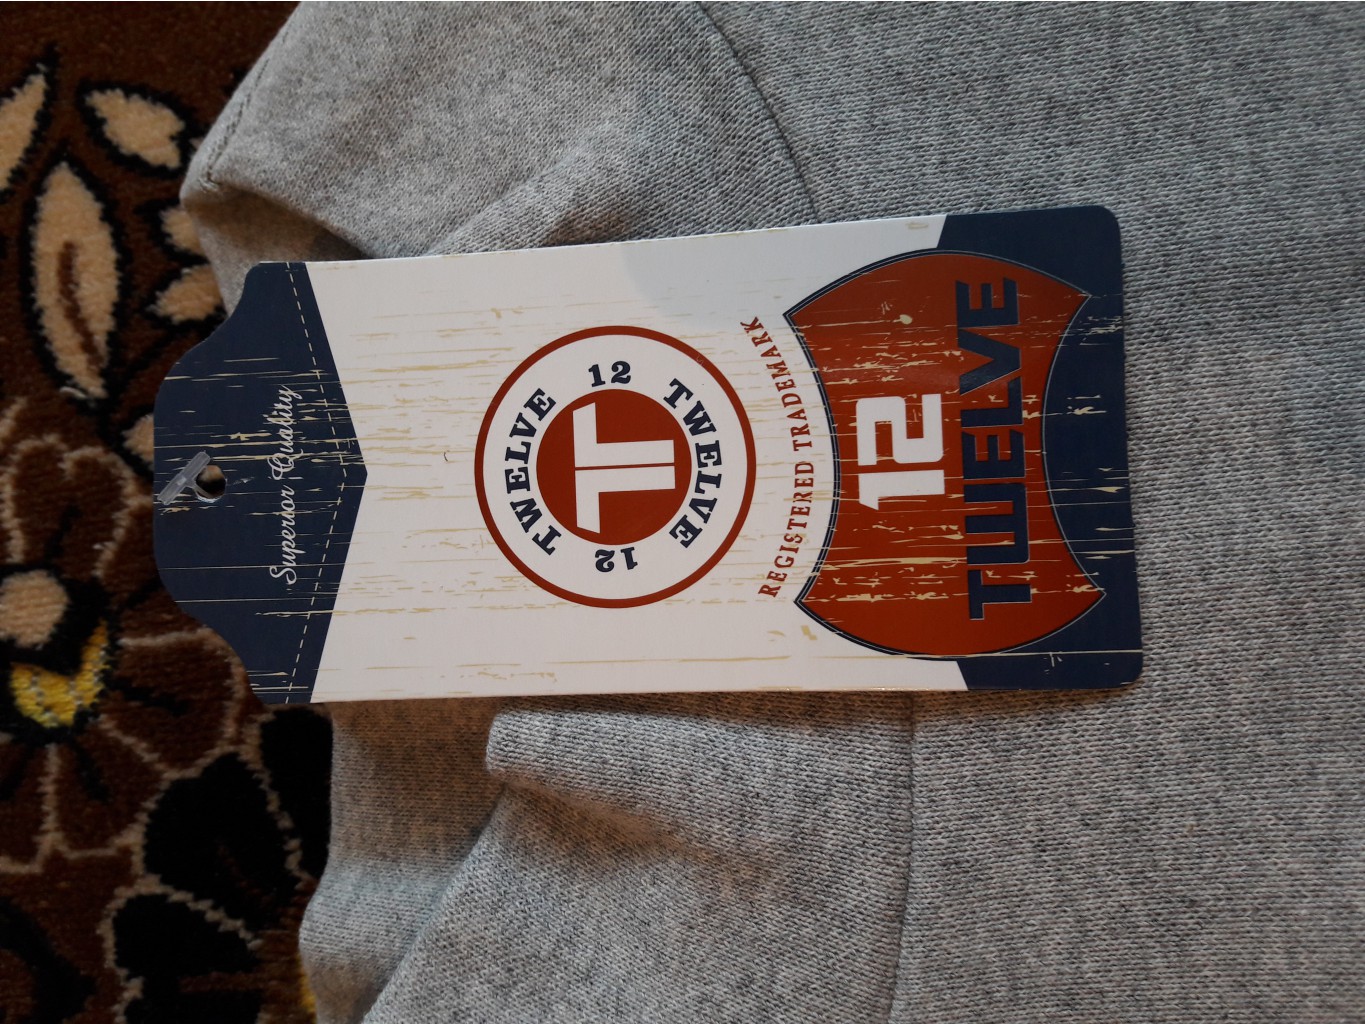 Superior Quality
TWELVE 12 TWELVE 12
REGISTERED TRADEMARK
12
TWELVE